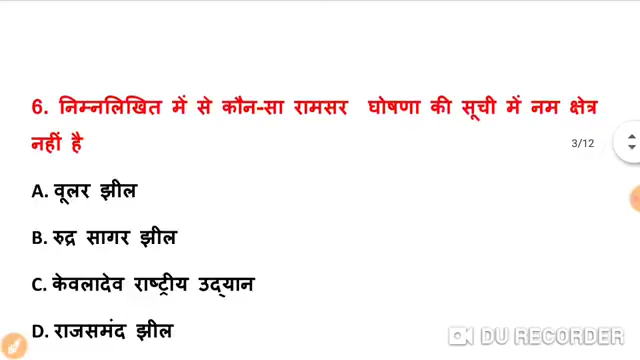 6. निम्नलिखित में से कौन-सा रामसर घोषणा की सूची में नम क्षेत्र
नहीं है
3/12
A. वूलर झील
B. रुद्र सागर झील
C. केवलादेव राष्ट्रीय उद्यान
D. राजसमंद झील
DU RECORDER